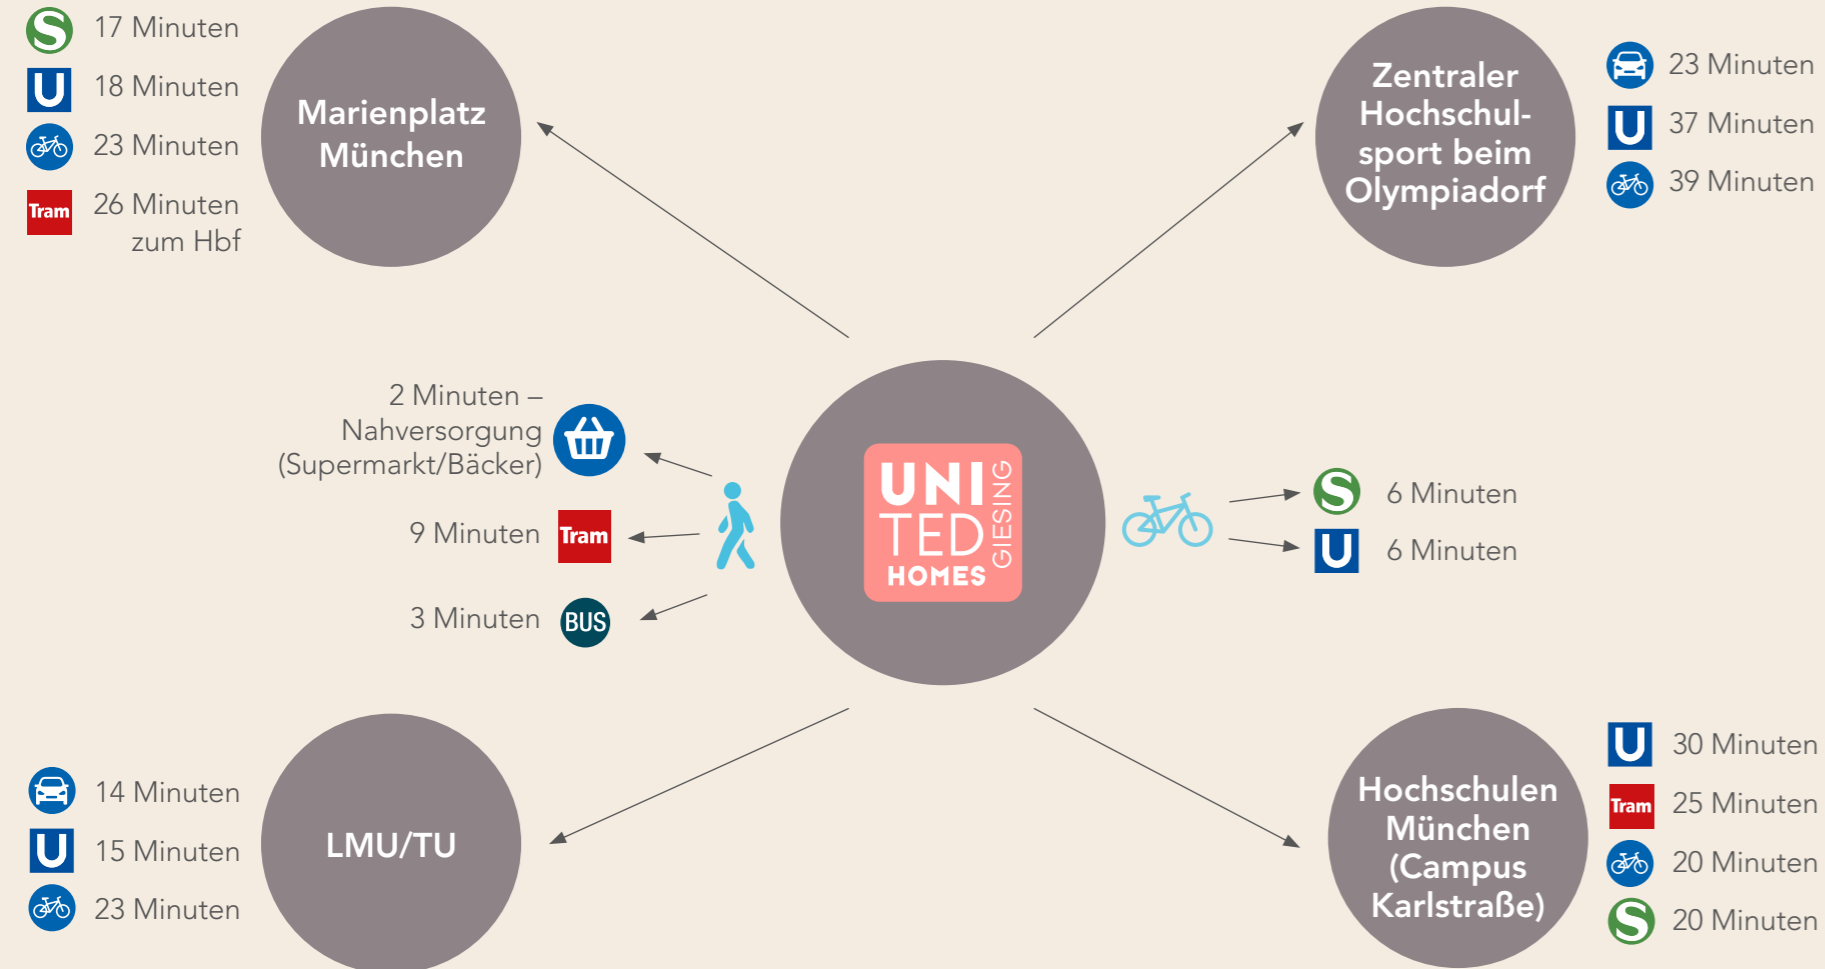 S 17 Minuten
U 18 Minuten
23 Minuten
Tram 26 Minuten
zum Hbf
Marienplatz
München
Zentraler
Hochschul-
sport beim
Olympiadorf
23 Minuten
U 37 Minuten
39 Minuten
2 Minuten –
Nahversorgung
(Supermarkt/Bäcker)
9 Minuten Tram
3 Minuten BUS
UNI
TED
HOMES
GIESING
S 6 Minuten
U 6 Minuten
14 Minuten
U 15 Minuten
23 Minuten
LMU/TU
Hochschulen
München
(Campus
Karlstraße)
U 30 Minuten
Tram 25 Minuten
20 Minuten
S 20 Minuten